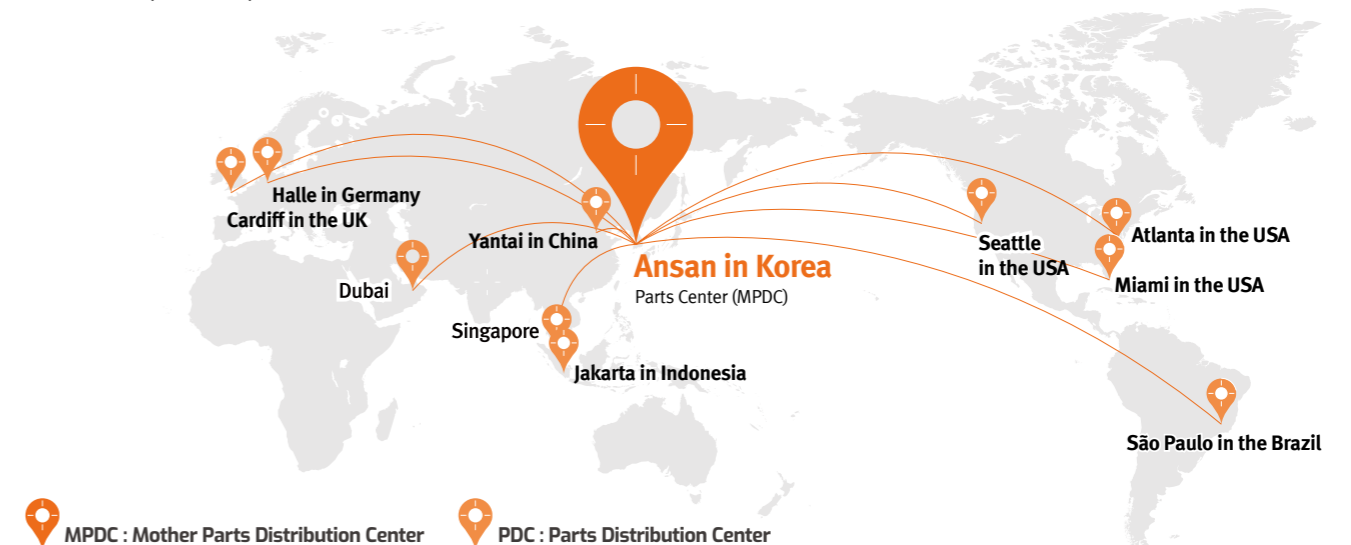 Halle in Germany
Cardiff in the UK
Yantai in China
Dubai
Singapore
Jakarta in Indonesia
Ansan in Korea
Parts Center (MPDC)
Seattle
in the USA
Atlanta in the USA
Miami in the USA
São Paulo in the Brazil
MPDC : Mother Parts Distribution Center
PDC : Parts Distribution Center